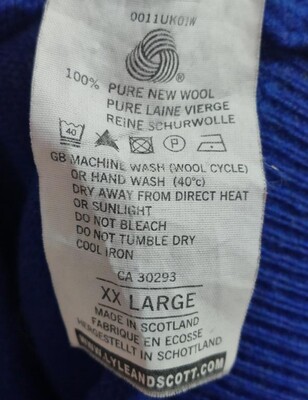 0011UK01W
100% PURE NEW WOOL
PURE LAINE VIERGE
REINE SCHURWOLLE
40 P
GB MACHINE WASH (WOOL CYCLE)
OR HAND WASH (40°c)
DRY AWAY FROM DIRECT HEAT
OR SUNLIGHT
DO NOT BLEACH
DO NOT TUMBLE DRY
COOL IRON
CA 30293
XX LARGE
MADE IN SCOTLAND
FABRIQUE EN ECOSSE
HERGESTELLT IN SCHOTTLAND
WWW.LYLEANDSCOTT.COM